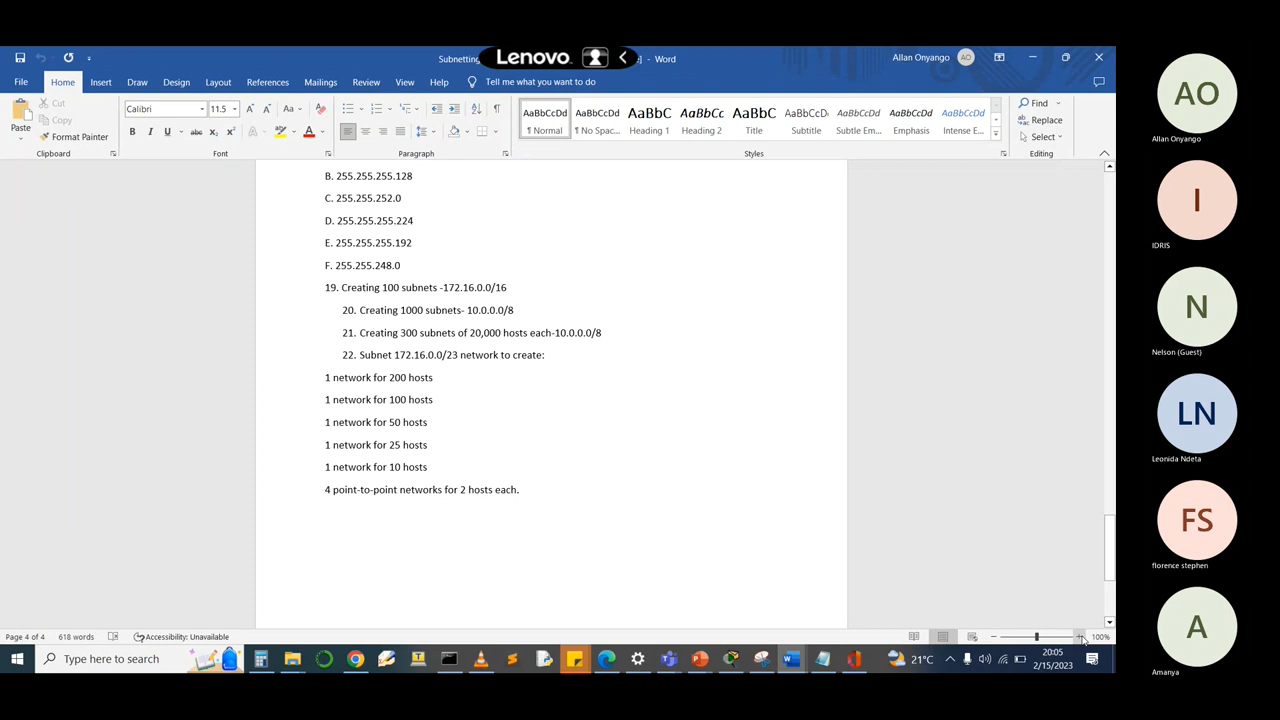 Subnetting
Lenovo
- Word
Allan Onyango
AO
File
Home
Insert
Draw
Design
Layout
References
Mailings
Review
View
Help
Tell me what you want to do
Paste
Cut
Copy
Format Painter
Clipboard
Calibri
11.5
Font
Paragraph
AaBbCcDd
¶ Normal
AaBbCcDd
¶ No Spac...
AaBbC
Heading 1
AaBbCc
Heading 2
AaBbC
Title
AaBbCcD
Subtitle
AaBbCcDd
Subtle Em...
AaBbCcDd
Emphasis
AaBbCcDd
Intense E...
Styles
Find
Replace
Select
Editing
B. 255.255.255.128
C. 255.255.252.0
D. 255.255.255.224
E. 255.255.255.192
F. 255.255.248.0
19. Creating 100 subnets -172.16.0.0/16
20. Creating 1000 subnets- 10.0.0.0/8
21. Creating 300 subnets of 20,000 hosts each-10.0.0.0/8
22. Subnet 172.16.0.0/23 network to create:
1 network for 200 hosts
1 network for 100 hosts
1 network for 50 hosts
1 network for 25 hosts
1 network for 10 hosts
4 point-to-point networks for 2 hosts each.
Page 4 of 4
618 words
Accessibility: Unavailable
100%
Type here to search
21°C
20:05
2/15/2023
AO
Allan Onyango
I
IDRIS
N
Nelson (Guest)
LN
Leonida Ndeta
FS
florence stephen
A
Amanya